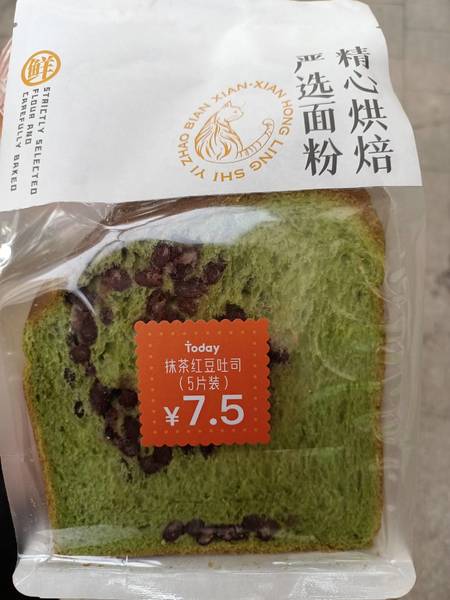 鲜
STRICTLY SELECTED
FLOUR AND
CAREFULLY BAKED
YI ZHAO BIAN XIAN·XIAN HONG LING SHI
精心烘焙
严选面粉
Today
抹茶红豆吐司
(5片装)
¥7.5